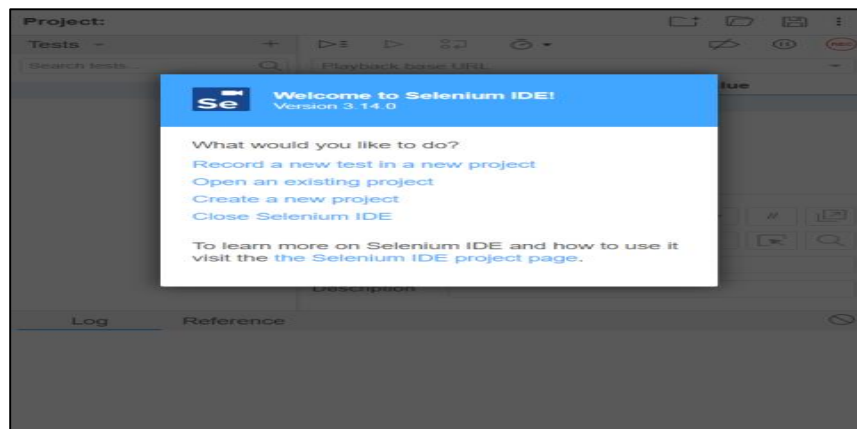 Project:
Tests
Search tests...
Playback base URL
REC
lue
Se
Welcome to Selenium IDE!
Version 3.14.0
What would you like to do?
Record a new test in a new project
Open an existing project
Create a new project
Close Selenium IDE
//
To learn more on Selenium IDE and how to use it
visit the the Selenium IDE project page.
Description
Log
Reference